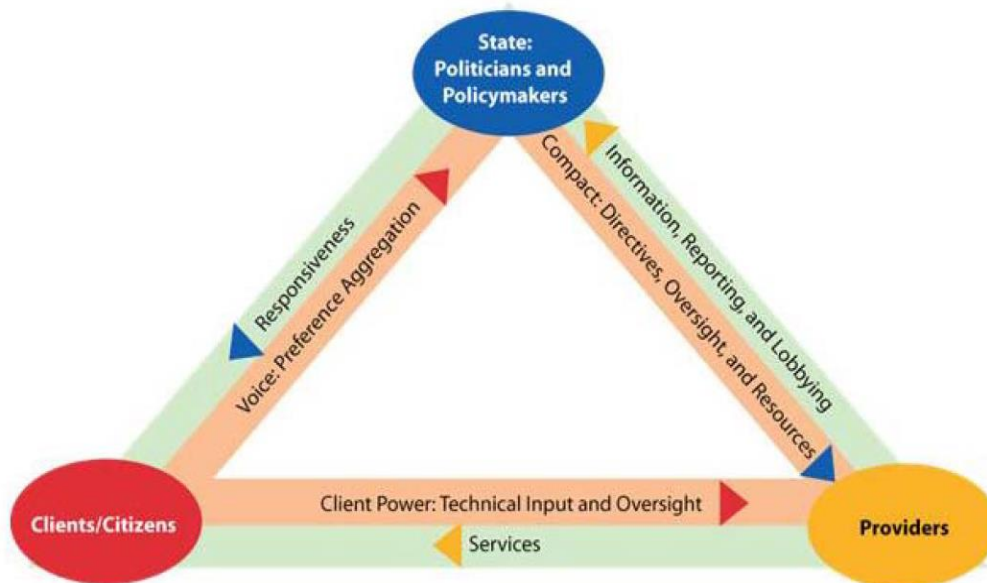 State:
Politicians and
Policymakers
Responsiveness
Voice: Preference Aggregation
Compact: Directives, Oversight, and Resources
Information, Reporting, and Lobbying
Clients/Citizens
Client Power: Technical Input and Oversight
Services
Providers